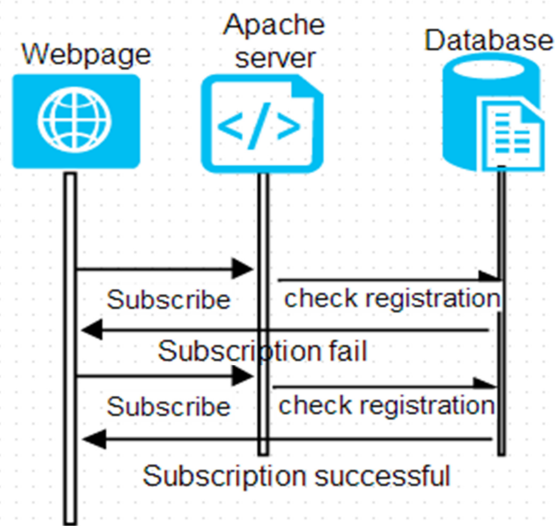 Webpage
Apache
server
Database
</>
Subscribe
check registration
Subscription fail
Subscribe
check registration
Subscription successful